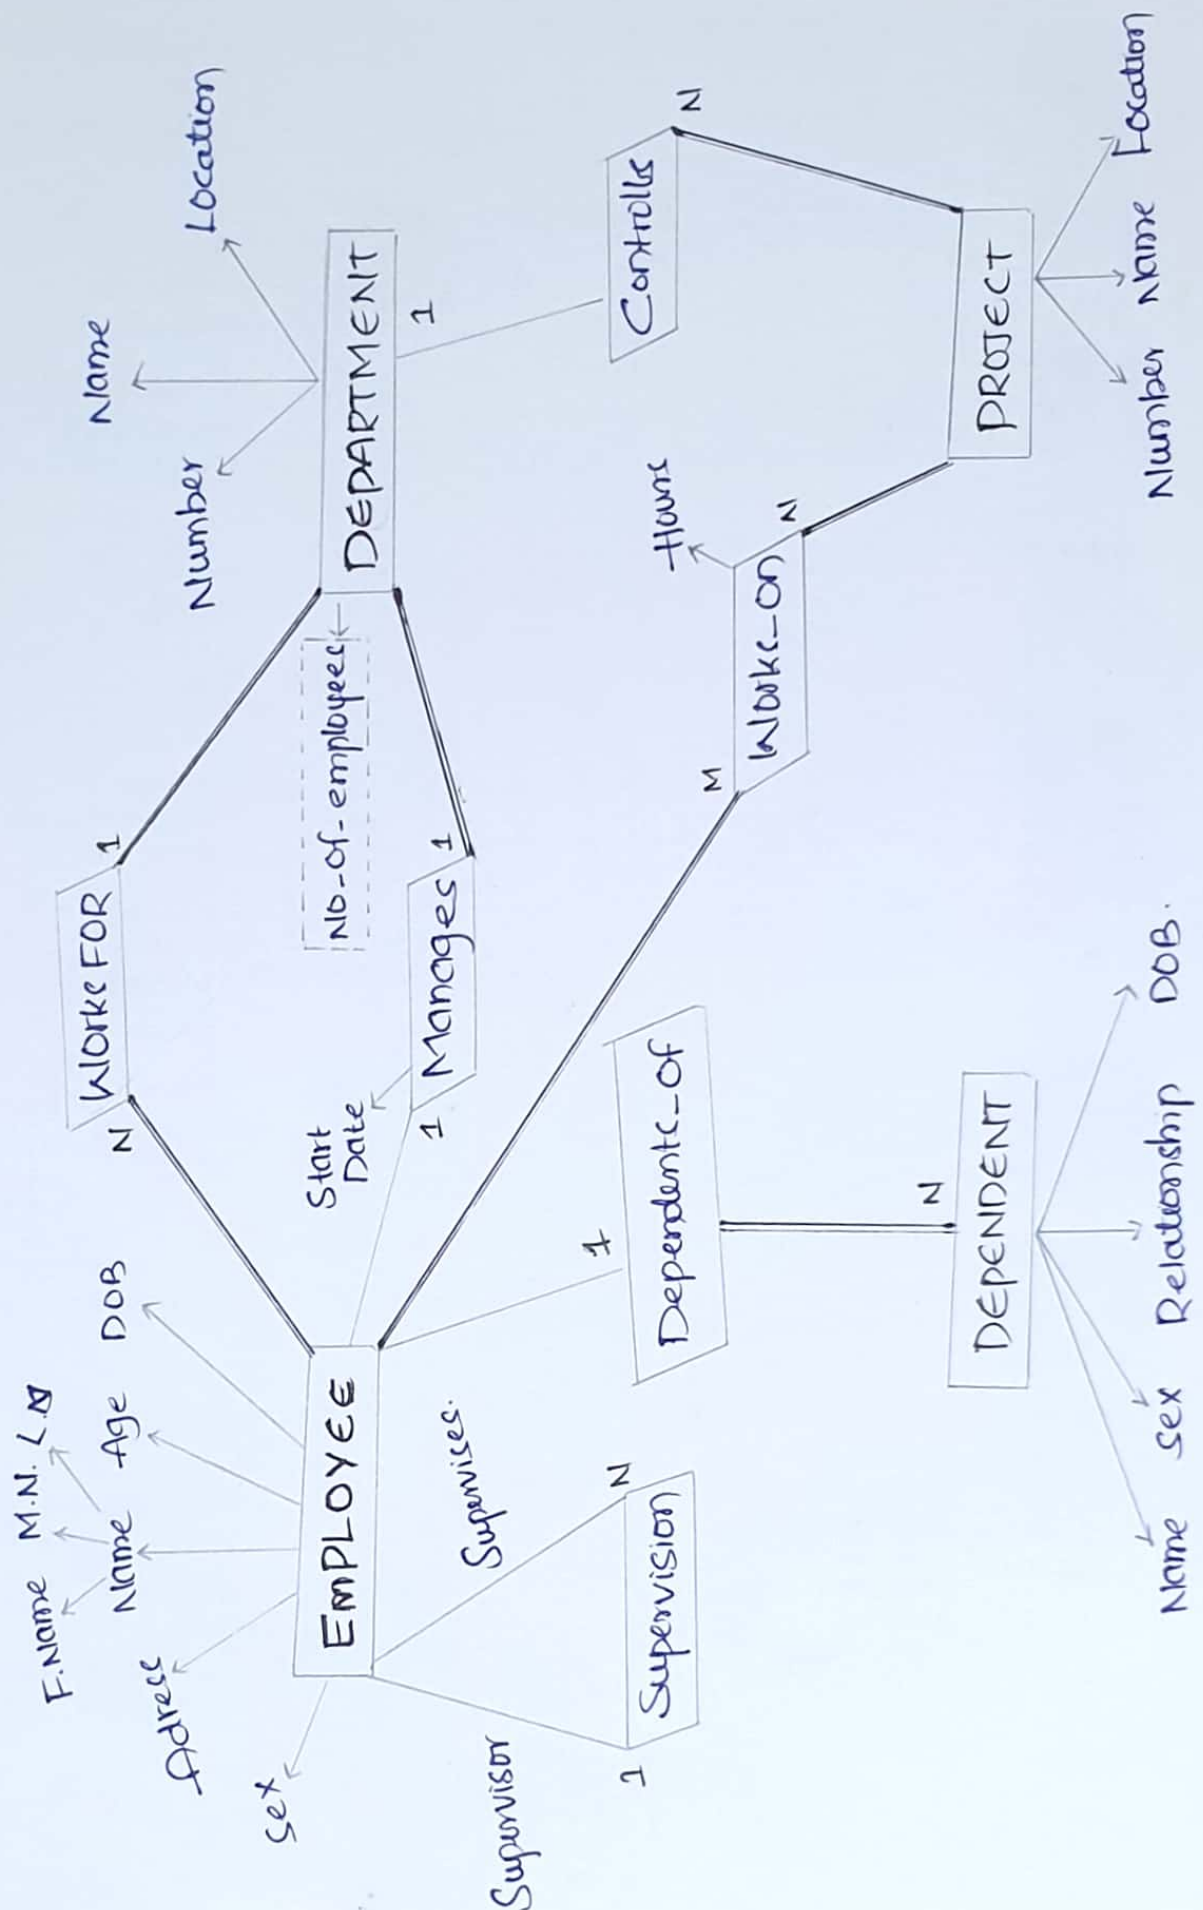 F.Name M.N. L.N
Name
Age
DOB
Adress
Sex
EMPLOYEE
N
Works FOR
1
Number
Name
Location
DEPARTMENT
No-of-employees
Start
Date
1
Manages
1
1
Controlls
N
Supervisor
Supervises.
1
Supervision
N
1
Dependents_of
N
M
Works_on
N
Hours
DEPENDENT
Name
Sex
Relationship
DOB.
PROJECT
Number
Name
Location